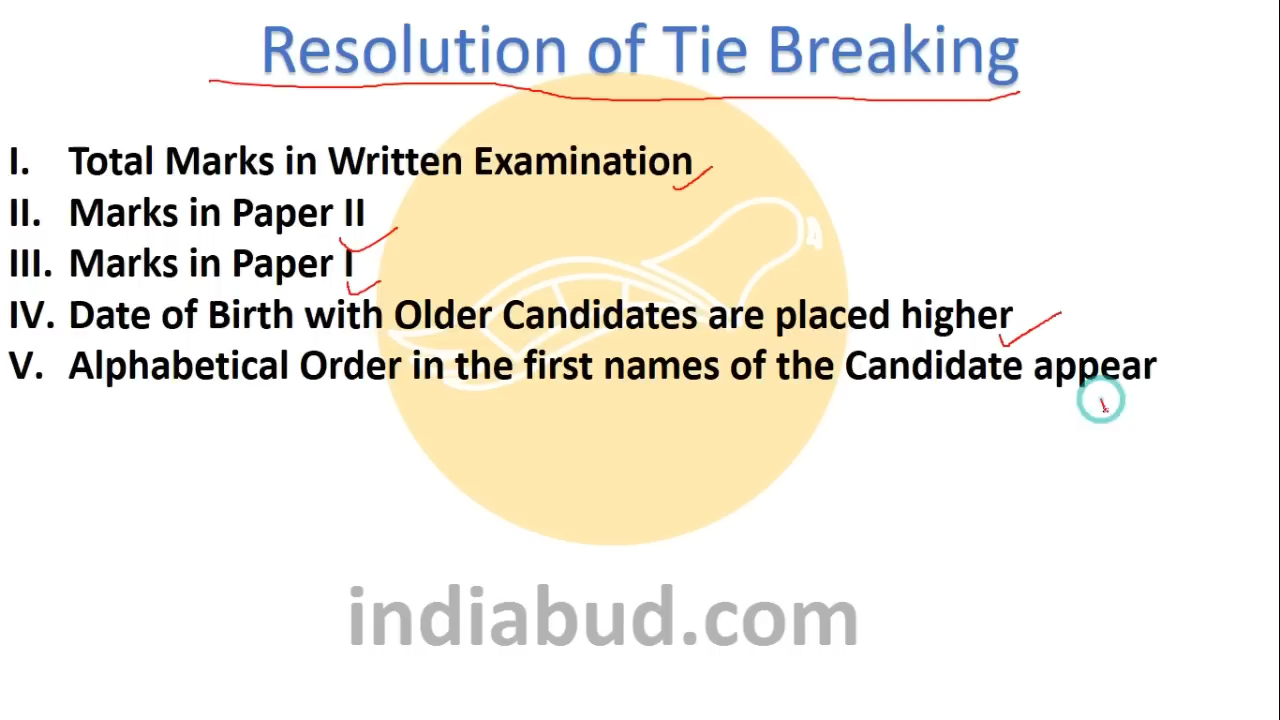 Resolution of Tie Breaking
I. Total Marks in Written Examination
II. Marks in Paper II
III. Marks in Paper I
IV. Date of Birth with Older Candidates are placed higher
V. Alphabetical Order in the first names of the Candidate appear
indiabud.com